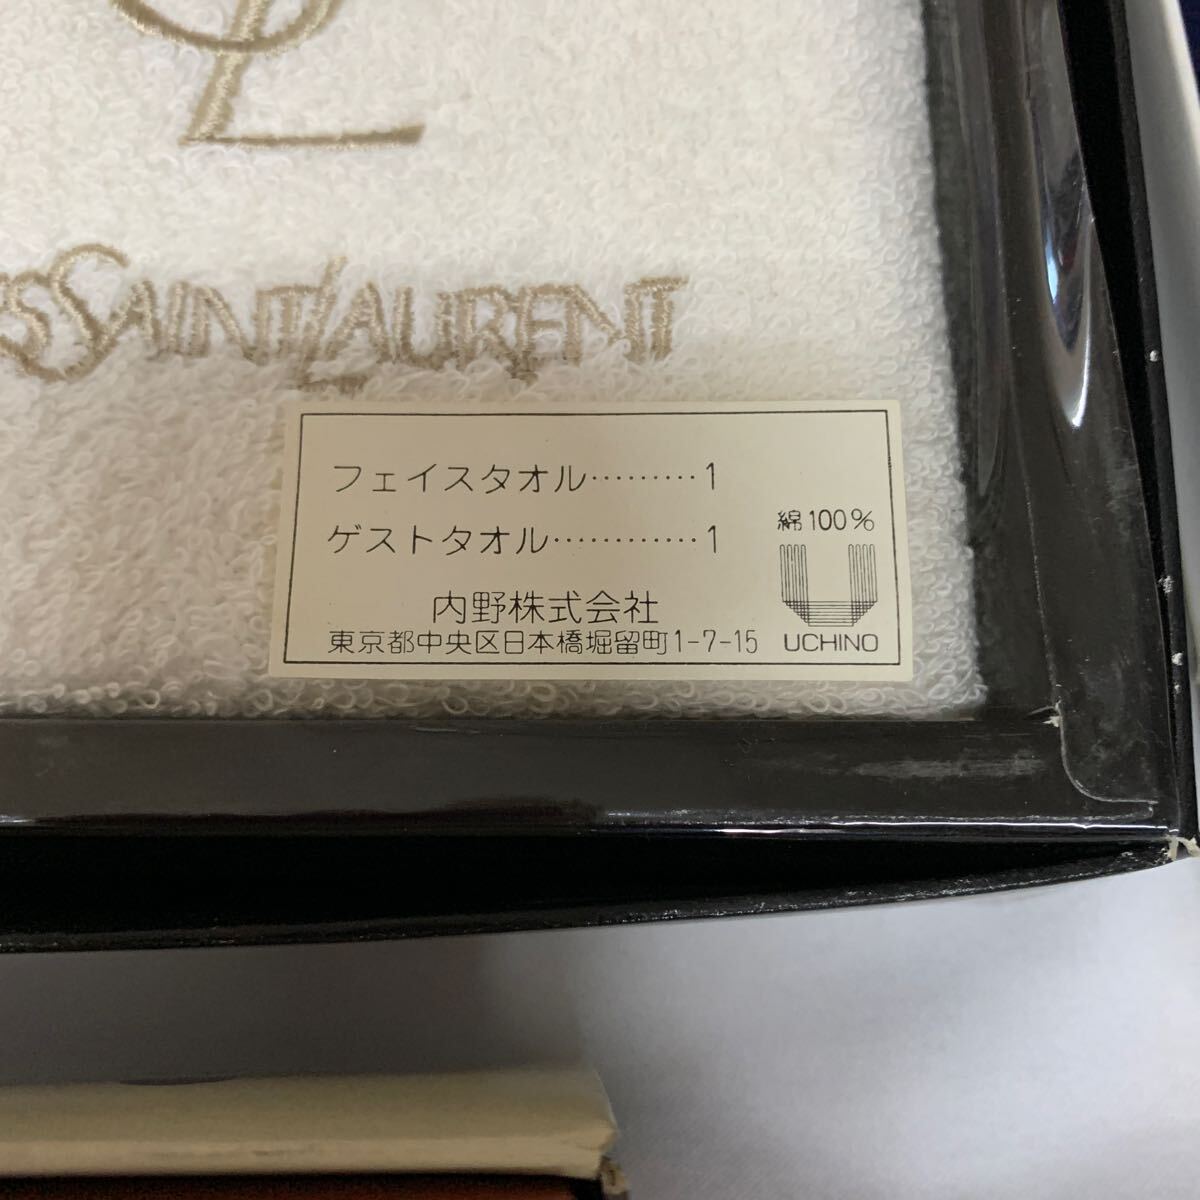 SAINT LAURENT
フェイスタオル………1
ゲストタオル…………1
綿100%
内野株式会社
東京都中央区日本橋堀留町1-7-15
UCHINO